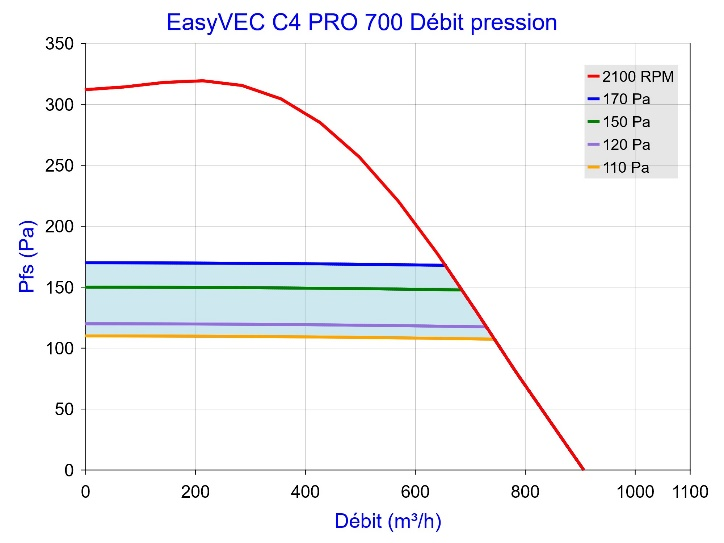 EasyVEC C4 PRO 700 Débit pression
350
300
250
200
150
100
50
0
Pfs (Pa)
2100 RPM
170 Pa
150 Pa
120 Pa
110 Pa
0 200 400 600 800 1000 1100
Débit (m³/h)